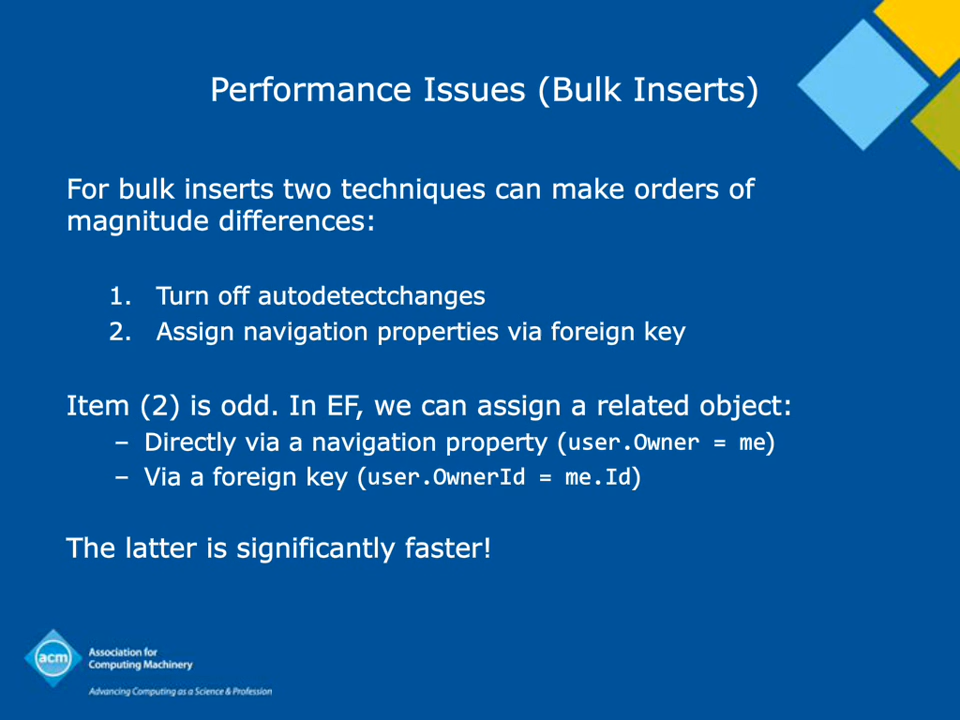 Performance Issues (Bulk Inserts)
For bulk inserts two techniques can make orders of
magnitude differences:
1. Turn off autodetectchanges
2. Assign navigation properties via foreign key
Item (2) is odd. In EF, we can assign a related object:
– Directly via a navigation property (user.Owner = me)
– Via a foreign key (user.OwnerId = me.Id)
The latter is significantly faster!
acm
Association for
Computing Machinery
Advancing Computing as a Science & Profession